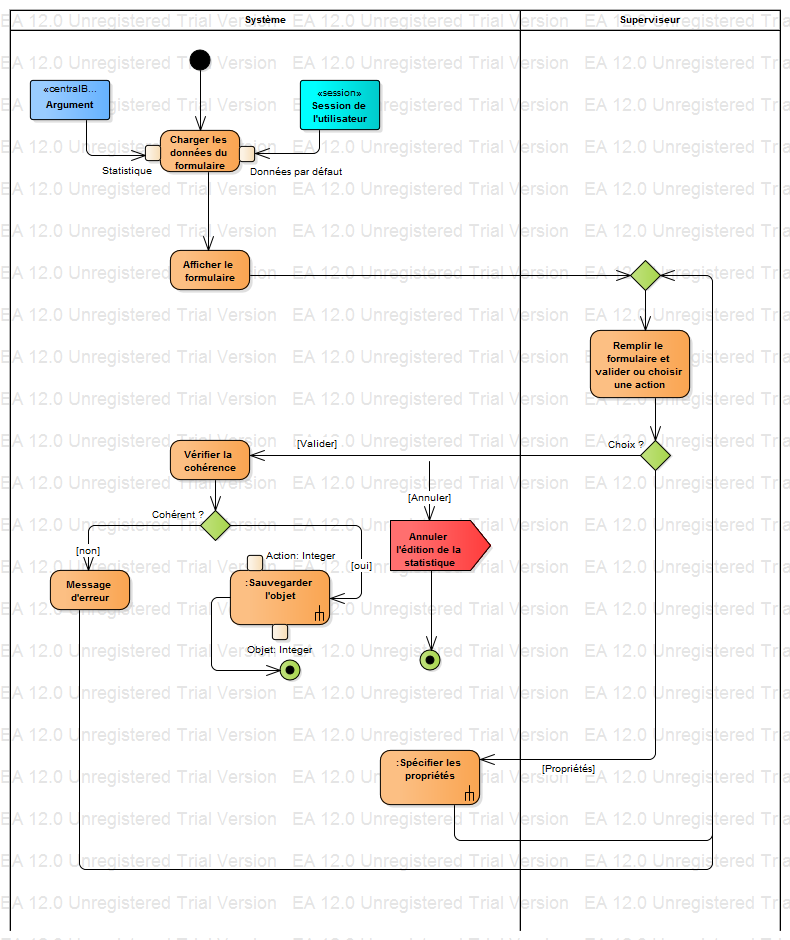 Système
Superviseur
«centralB...
Argument
«session»
Session de
l'utilisateur
Charger les
données du
formulaire
Statistique
Données par défaut
Afficher le
formulaire
Remplir le
formulaire et
valider ou choisir
une action
Choix ?
[Valider]
Vérifier la
cohérence
[Annuler]
Cohérent ?
[non]
[oui]
Annuler
l'édition de la
statistique
Action: Integer
Message
d'erreur
:Sauvegarder
l'objet
Objet: Integer
:Spécifier les
propriétés
[Propriétés]
EA 12.0 Unregistered Trial Version